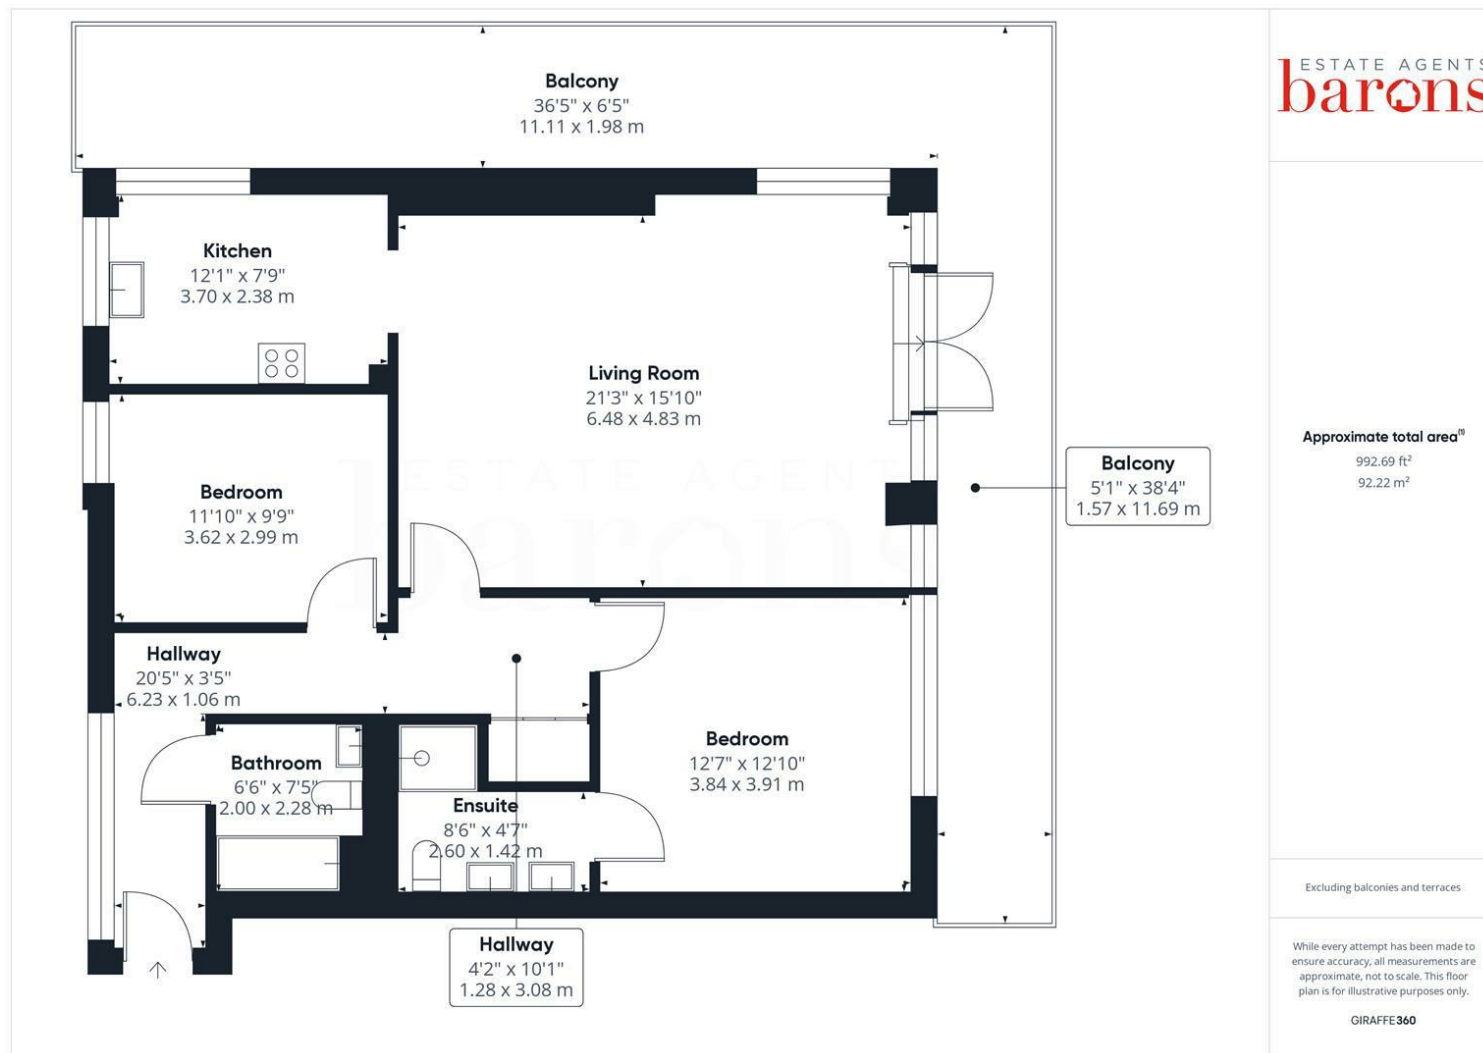 Balcony
36'5" x 6'5"
11.11 x 1.98 m
ESTATE AGENTS
barons
Kitchen
12'1" x 7'9"
3.70 x 2.38 m
Living Room
21'3" x 15'10"
6.48 x 4.83 m
Approximate total area(1)
992.69 ft²
92.22 m²
Balcony
5'1" x 38'4"
1.57 x 11.69 m
ESTATE AGENT
barons
Bedroom
11'10" x 9'9"
3.62 x 2.99 m
Hallway
20'5" x 3'5"
6.23 x 1.06 m
Bathroom
6'6" x 7'5"
2.00 x 2.28 m
Ensuite
8'6" x 4'7"
2.60 x 1.42 m
Bedroom
12'7" x 12'10"
3.84 x 3.91 m
Hallway
4'2" x 10'1"
1.28 x 3.08 m
Excluding balconies and terraces
While every attempt has been made to
ensure accuracy, all measurements are
approximate, not to scale. This floor
plan is for illustrative purposes only.
GIRAFFE360